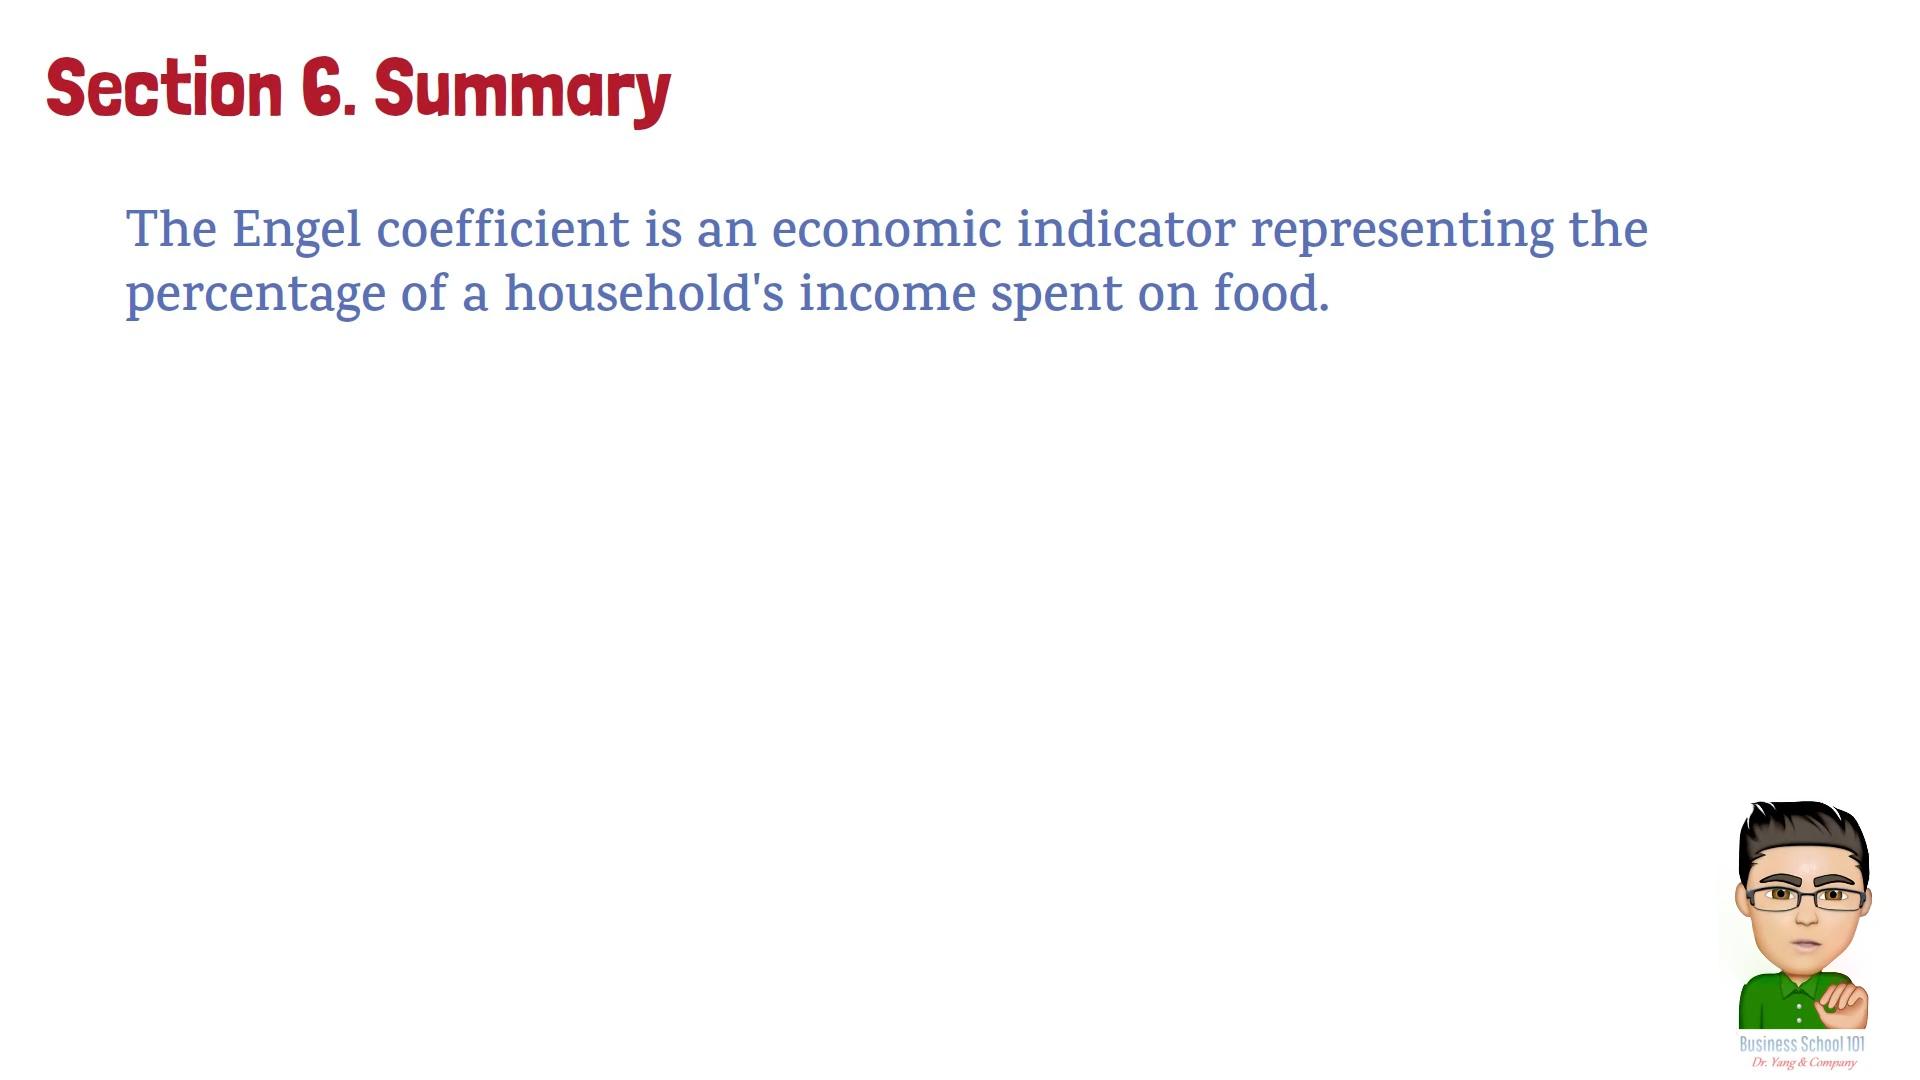 Section 6. Summary
The Engel coefficient is an economic indicator representing the
percentage of a household's income spent on food.
Business School 101
Dr. Yang & Company